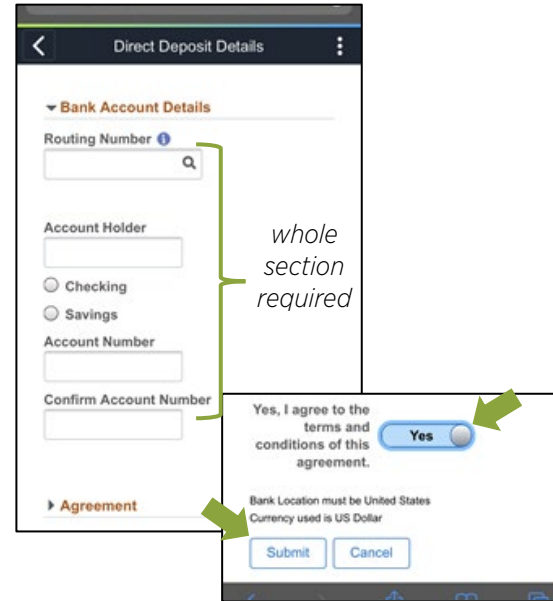 Direct Deposit Details
Bank Account Details
Routing Number
Account Holder
Checking
Savings
Account Number
Confirm Account Number
Agreement
whole
section
required
Yes, I agree to the
terms and
conditions of this
agreement.
Yes
Bank Location must be United States
Currency used is US Dollar
Submit Cancel